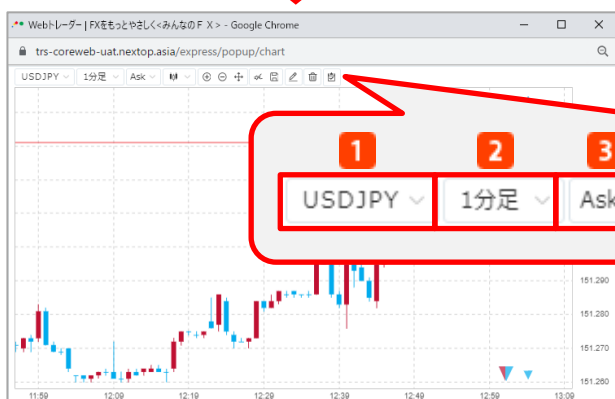 Webトレーダー | FXをもっとやさしく<みんなのＦＸ> - Google Chrome
trs-coreweb-uat.nextop.asia/express/popup/chart
USDJPY 1分足 Ask
1 2 3
USDJPY 1分足 Ask
151.290
151.280
151.270
151.260
11:59 12:09 12:19 12:29 12:39 12:49 12:59 13:09